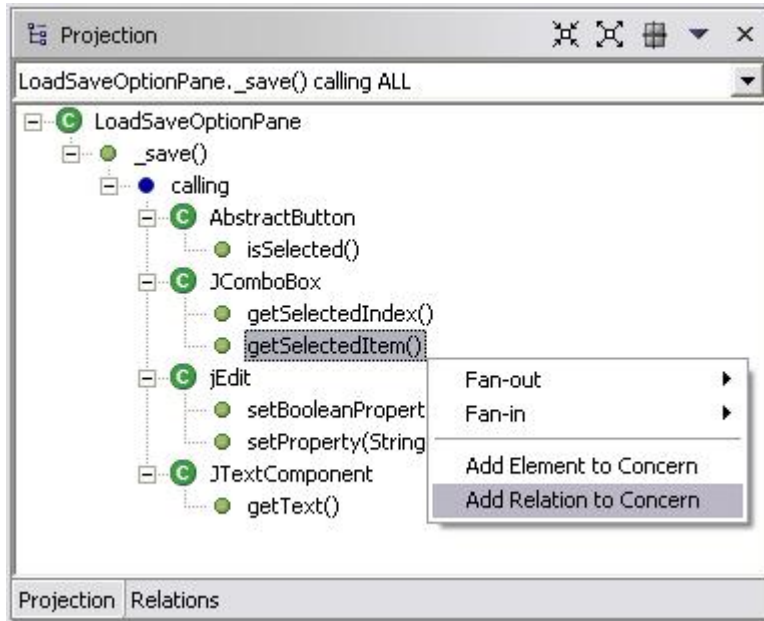 Projection
LoadSaveOptionPane._save() calling ALL
C LoadSaveOptionPane
_save()
calling
C AbstractButton
isSelected()
C JComboBox
getSelectedIndex()
getSelectedItem()
C jEdit
setBooleanPropert
setProperty(String
C JTextComponent
getText()
Fan-out
Fan-in
Add Element to Concern
Add Relation to Concern
Projection Relations